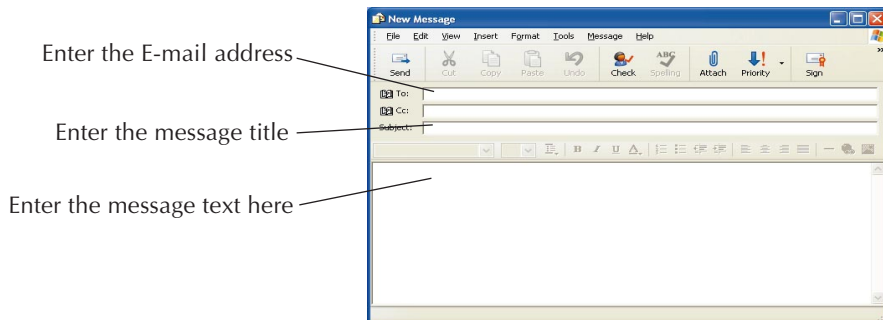 New Message
File Edit View Insert Format Tools Message Help
Enter the E-mail address
Send Cut Copy Paste Undo Check ABC Spelling Attach Priority Sign
To:
Cc:
Enter the message title
Subject:
B I U A
Enter the message text here